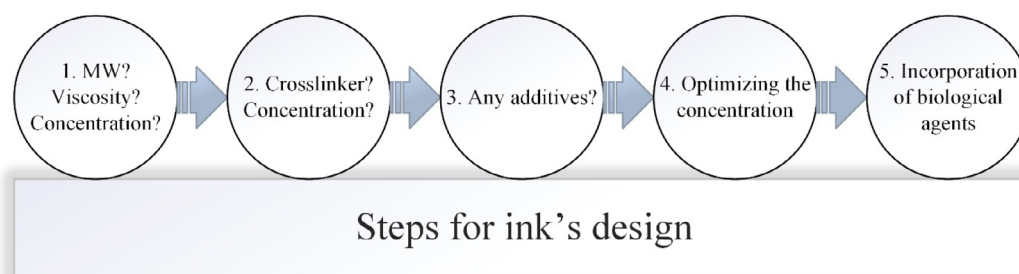 1. MW?
Viscosity?
Concentration?
2. Crosslinker?
Concentration?
3. Any additives?
4. Optimizing the
concentration
5. Incorporation
of biological
agents
Steps for ink’s design